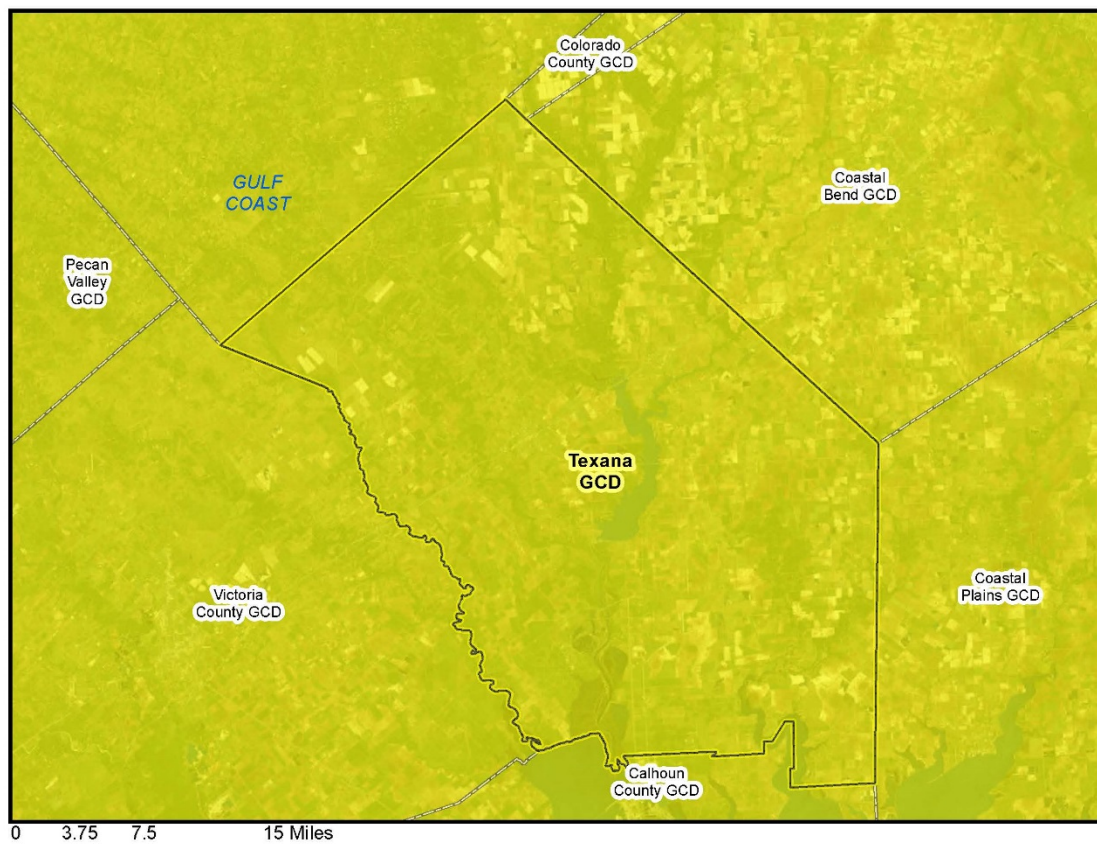 Colorado
County GCD
GULF
COAST
Coastal
Bend GCD
Pecan
Valley
GCD
Texana
GCD
Victoria
County GCD
Coastal
Plains GCD
Calhoun
County GCD
0 3.75 7.5 15 Miles